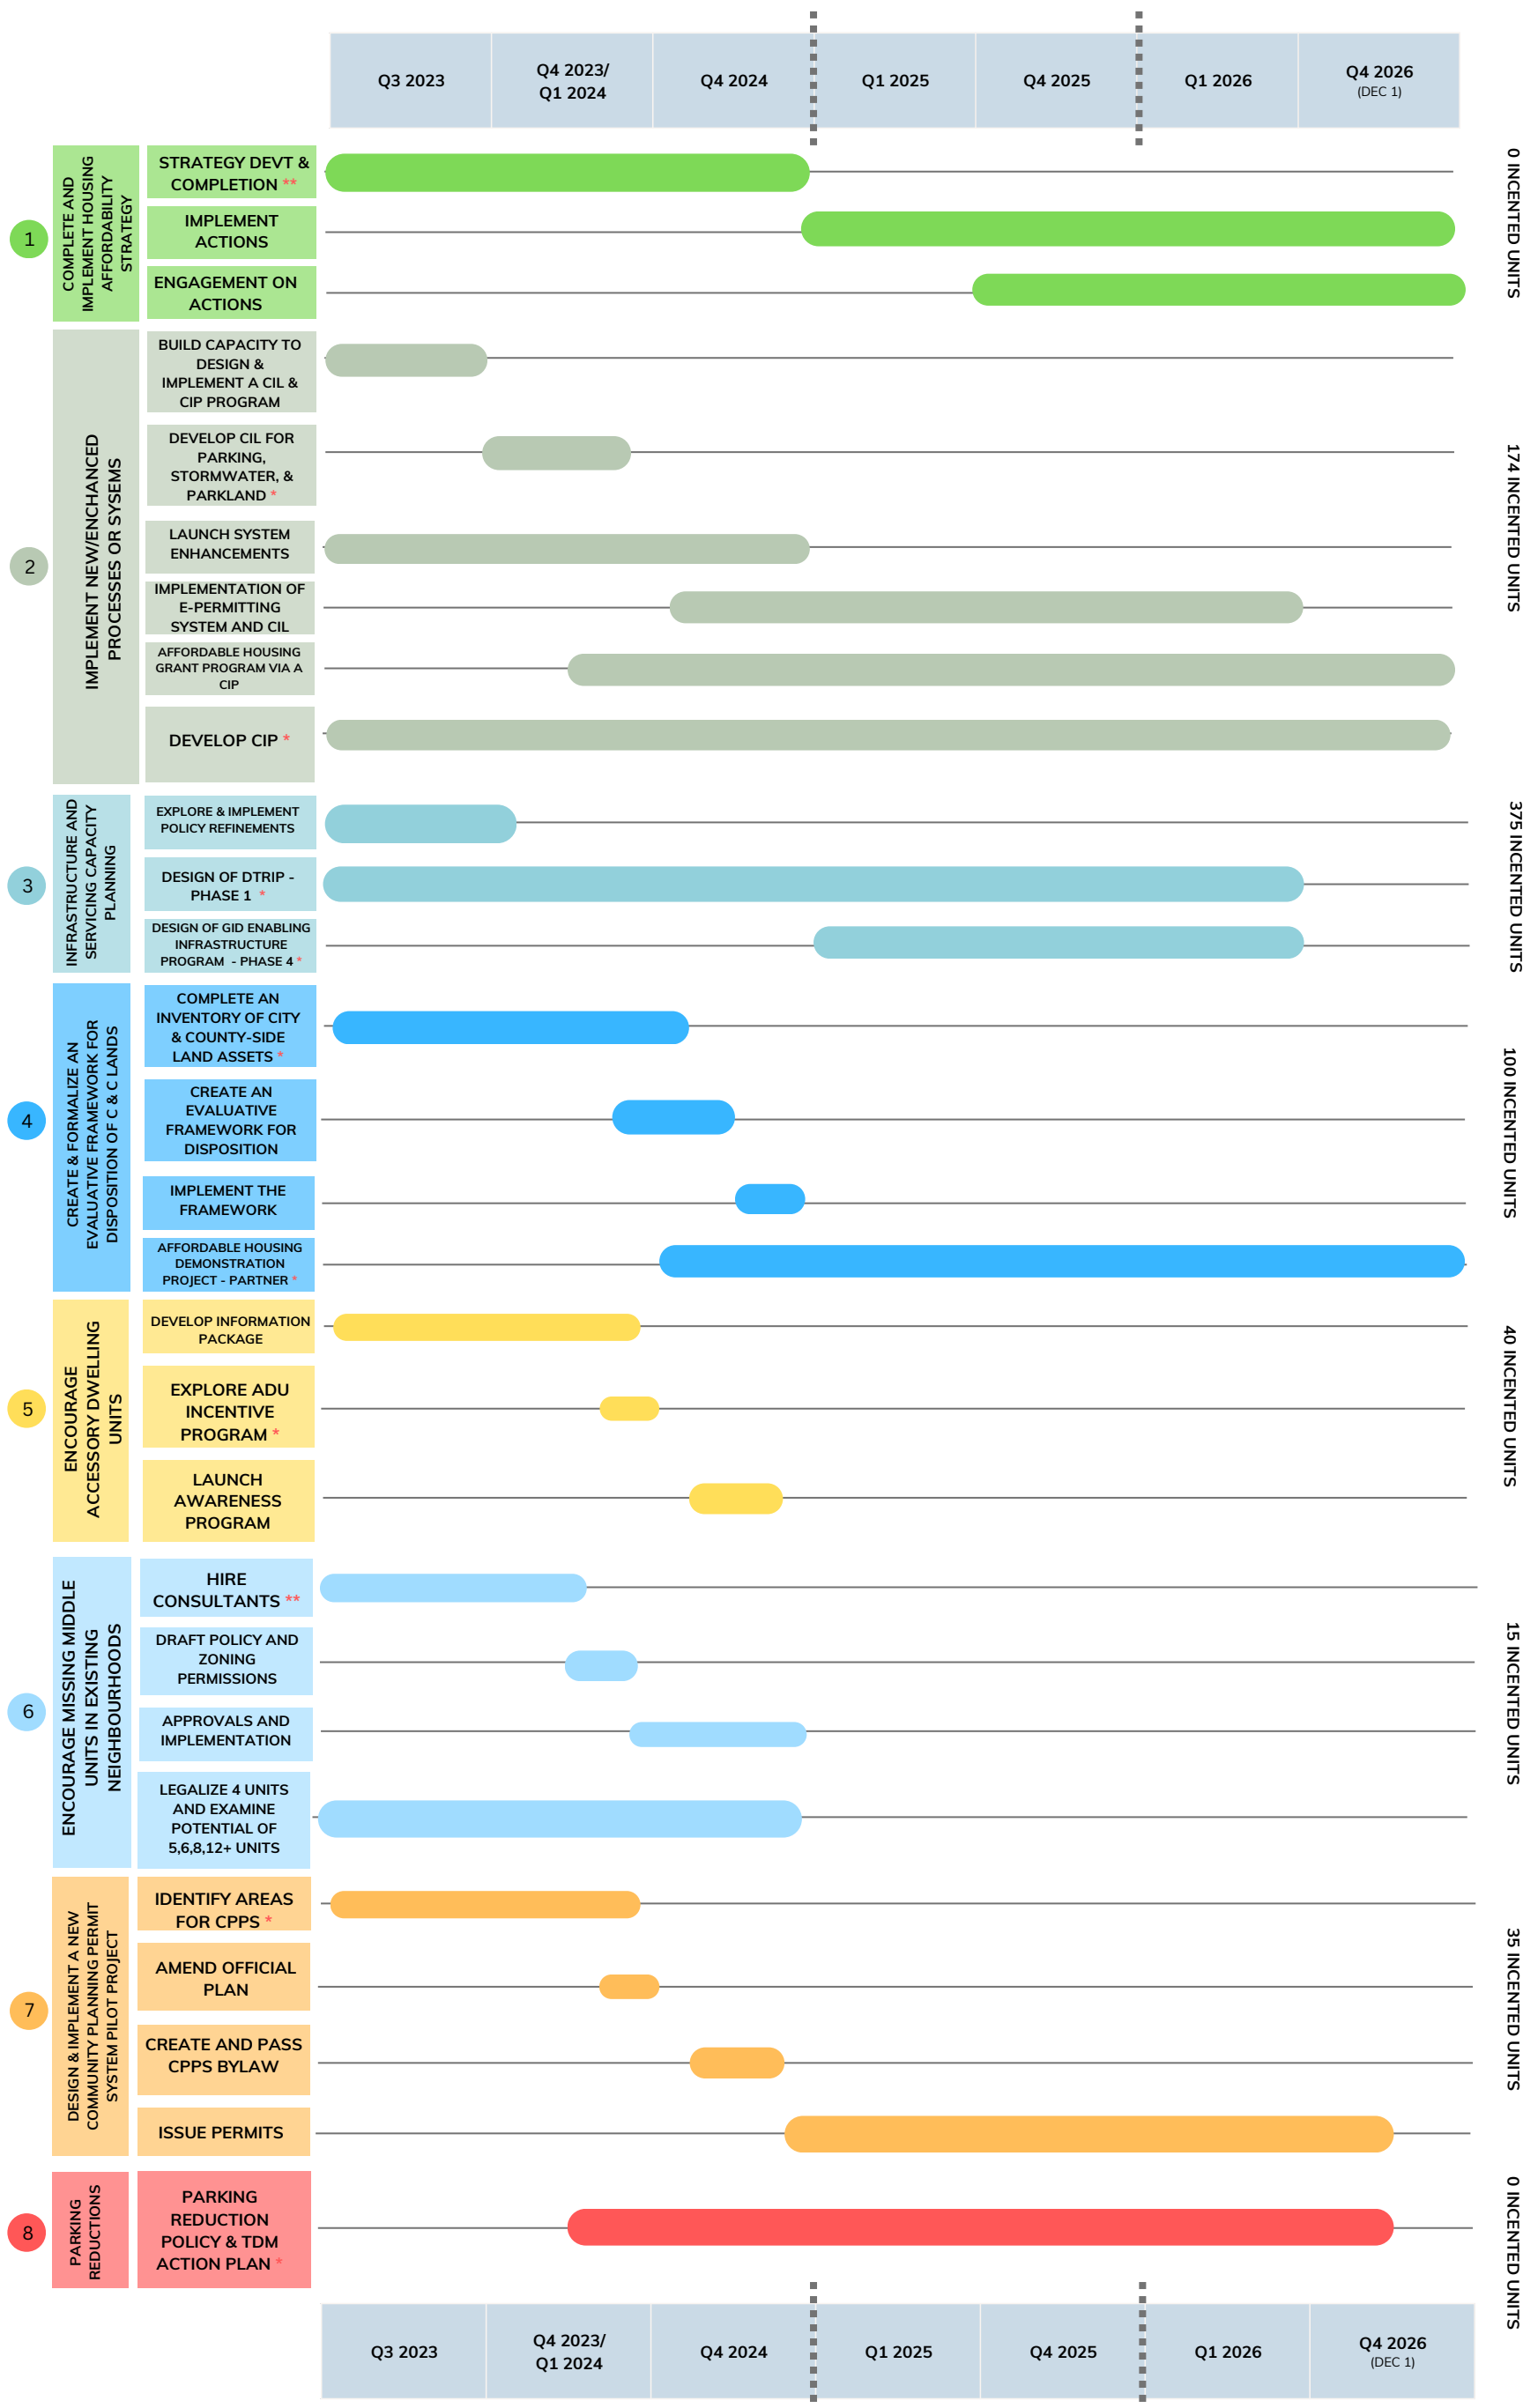 Q3 2023
Q4 2023/
Q1 2024
Q4 2024
Q1 2025
Q4 2025
Q1 2026
Q4 2026
(DEC 1)
1
COMPLETE AND
IMPLEMENT HOUSING
AFFORDABILITY
STRATEGY
STRATEGY DEVT &
COMPLETION **
IMPLEMENT
ACTIONS
ENGAGEMENT ON
ACTIONS
0 INCENTED UNITS
2
IMPLEMENT NEW/ENCHANCED
PROCESSES OR SYSEMS
BUILD CAPACITY TO
DESIGN &
IMPLEMENT A CIL &
CIP PROGRAM
DEVELOP CIL FOR
PARKING,
STORMWATER, &
PARKLAND *
LAUNCH SYSTEM
ENHANCEMENTS
IMPLEMENTATION OF
E-PERMITTING
SYSTEM AND CIL
AFFORDABLE HOUSING
GRANT PROGRAM VIA A
CIP
DEVELOP CIP *
174 INCENTED UNITS
3
INFRASTRUCTURE AND
SERVICING CAPACITY
PLANNING
EXPLORE & IMPLEMENT
POLICY REFINEMENTS
DESIGN OF DTRIP -
PHASE 1 *
DESIGN OF GID ENABLING
INFRASTRUCTURE
PROGRAM - PHASE 4 *
375 INCENTED UNITS
4
CREATE & FORMALIZE AN
EVALUATIVE FRAMEWORK FOR
DISPOSITION OF C & C LANDS
COMPLETE AN
INVENTORY OF CITY
& COUNTY-SIDE
LAND ASSETS *
CREATE AN
EVALUATIVE
FRAMEWORK FOR
DISPOSITION
IMPLEMENT THE
FRAMEWORK
AFFORDABLE HOUSING
DEMONSTRATION
PROJECT - PARTNER *
100 INCENTED UNITS
5
ENCOURAGE
ACCESSORY DWELLING
UNITS
DEVELOP INFORMATION
PACKAGE
EXPLORE ADU
INCENTIVE
PROGRAM *
LAUNCH
AWARENESS
PROGRAM
40 INCENTED UNITS
6
ENCOURAGE MISSING MIDDLE
UNITS IN EXISTING
NEIGHBOURHOODS
HIRE
CONSULTANTS **
DRAFT POLICY AND
ZONING
PERMISSIONS
APPROVALS AND
IMPLEMENTATION
LEGALIZE 4 UNITS
AND EXAMINE
POTENTIAL OF
5,6,8,12+ UNITS
15 INCENTED UNITS
7
DESIGN & IMPLEMENT A NEW
COMMUNITY PLANNING PERMIT
SYSTEM PILOT PROJECT
IDENTIFY AREAS
FOR CPPS *
AMEND OFFICIAL
PLAN
CREATE AND PASS
CPPS BYLAW
ISSUE PERMITS
35 INCENTED UNITS
8
PARKING
REDUCTIONS
PARKING
REDUCTION
POLICY & TDM
ACTION PLAN *
0 INCENTED UNITS
Q3 2023
Q4 2023/
Q1 2024
Q4 2024
Q1 2025
Q4 2025
Q1 2026
Q4 2026
(DEC 1)